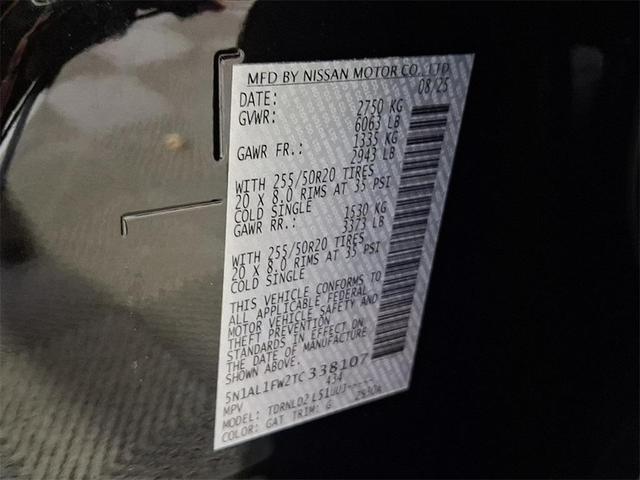 MFD BY NISSAN MOTOR CO., LTD.
DATE: 08/25
GVWR: 2750 KG
6063 LB
GAWR FR.: 1335 KG
2943 LB
WITH 255/50R20 TIRES
20 X 8.0 RIMS AT 35 PSI
COLD SINGLE
GAWR RR.: 1530 KG
3373 LB
WITH 255/50R20 TIRES
20 X 8.0 RIMS AT 35 PSI
COLD SINGLE
THIS VEHICLE CONFORMS TO
ALL APPLICABLE FEDERAL
MOTOR VEHICLE SAFETY AND
THEFT PREVENTION
STANDARDS IN EFFECT ON
THE DATE OF MANUFACTURE
SHOWN ABOVE.
5N1AL1FW2TC338107
MPV 434
MODEL: TDRNLD2 L51UUJ-----
COLOR: GAT TRIM: G